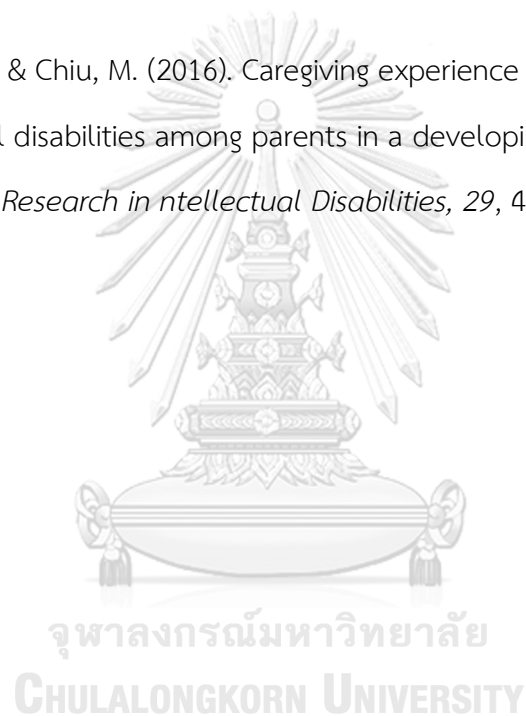 & Chiu, M. (2016). Caregiving experience
l disabilities among parents in a developi
Research in ntellectual Disabilities, 29, 4
จุฬาลงกรณ์มหาวิทยาลัย
CHULALONGKORN UNIVERSITY